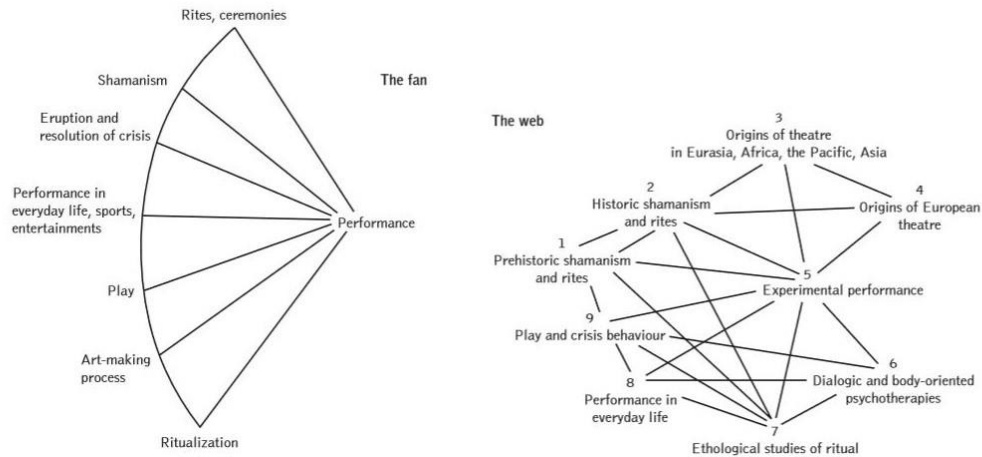 Rites, ceremonies
Shamanism
The fan
Eruption and
resolution of crisis
Performance in
everyday life, sports,
entertainments
Performance
Play
Art-making
process
Ritualization
The web
3
Origins of theatre
in Eurasia, Africa, the Pacific, Asia
2
Historic shamanism
and rites
4
Origins of European
theatre
1
Prehistoric shamanism
and rites
5
Experimental performance
9
Play and crisis behaviour
6
Dialogic and body-oriented
psychotherapies
8
Performance in
everyday life
7
Ethological studies of ritual